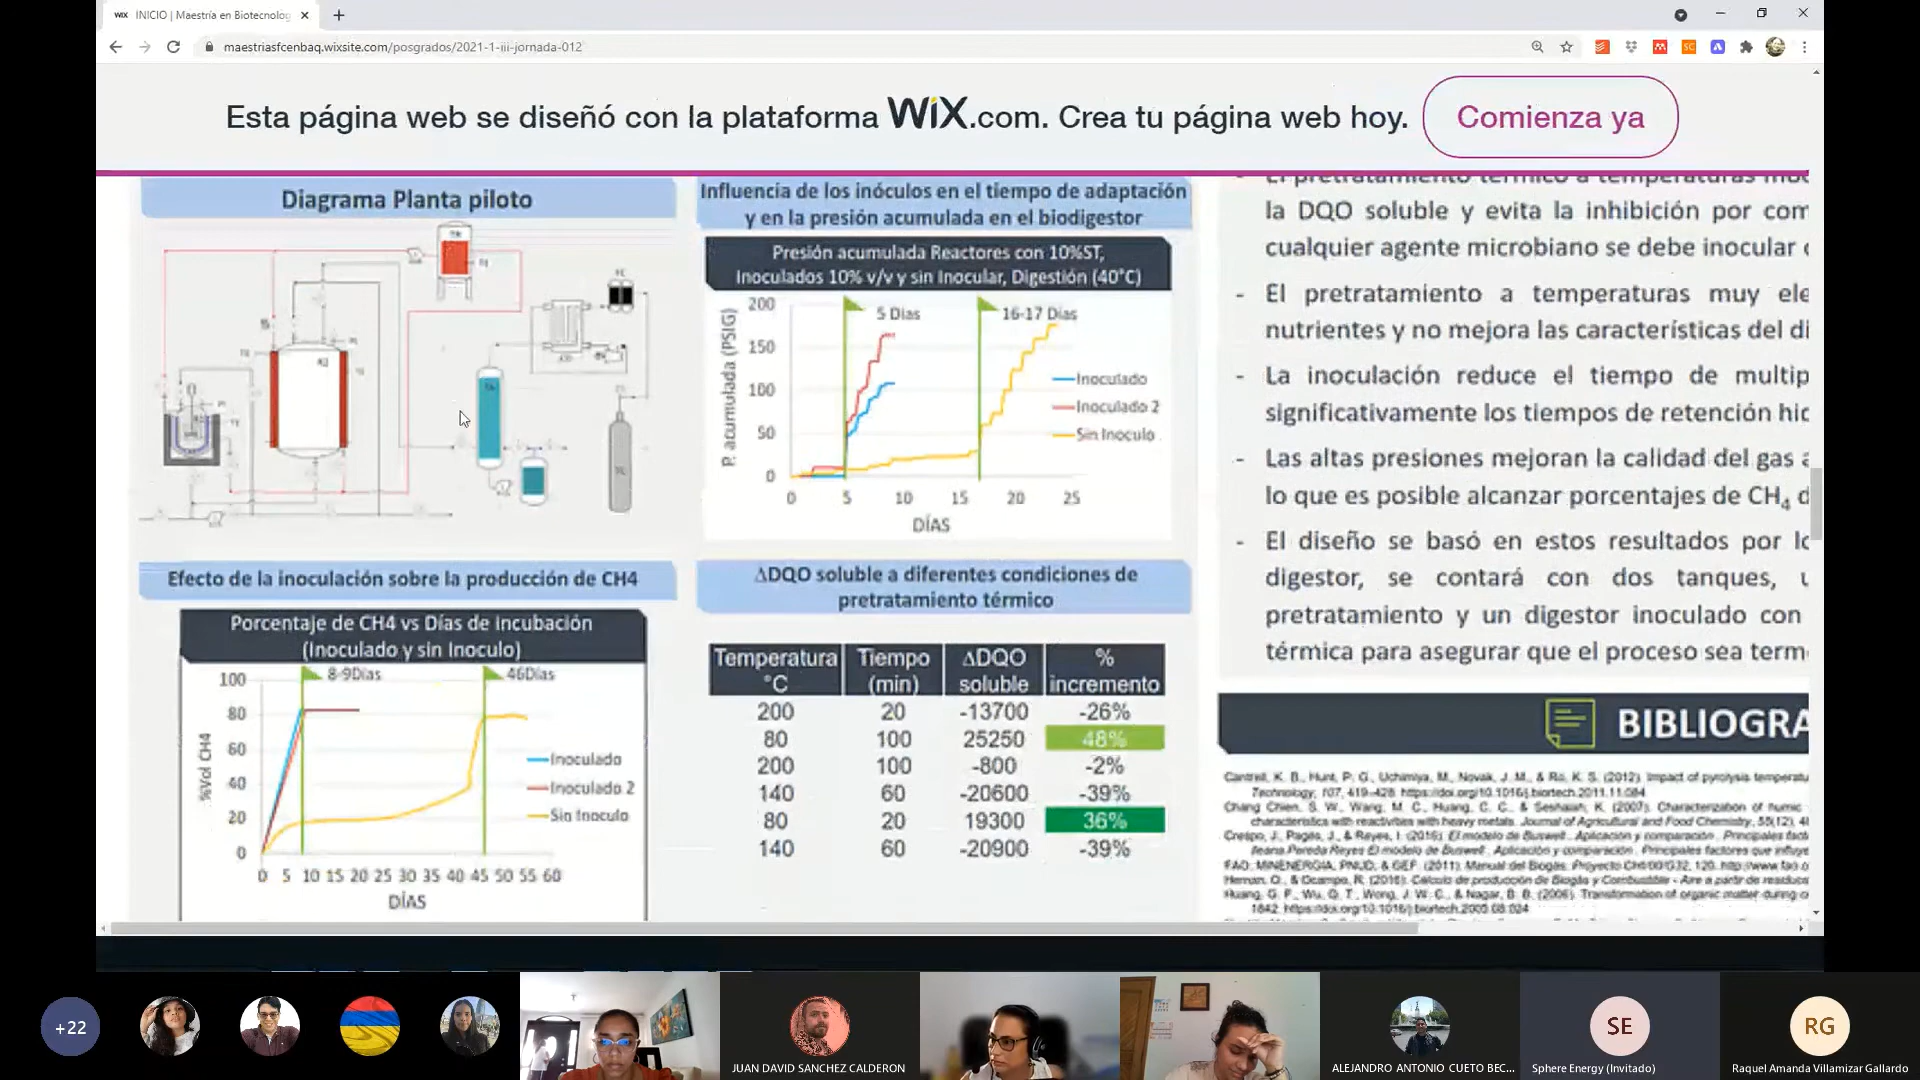 WiX INICIO | Maestría en Biotecnolog
maestriasfcenbaq.wixsite.com/posgrados/2021-1-iii-jornada-012
Esta página web se diseñó con la plataforma WiX.com. Crea tu página web hoy.
Comienza ya
Diagrama Planta piloto
Influencia de los inóculos en el tiempo de adaptación
y en la presión acumulada en el biodigestor
Presión acumulada Reactores con 10%ST,
Inoculados 10% v/v y sin Inocular, Digestión (40°C)
P. acumulada (PSIG)
200
150
100
50
0
5 Días
16-17 Días
Inoculado
Inoculado 2
Sin Inoculo
0 5 10 15 20 25
DÍAS
Efecto de la inoculación sobre la producción de CH4
Porcentaje de CH4 vs Días de Incubación
(Inoculado y sin Inoculo)
%Vol CH4
100
80
60
40
20
0
8-9Días
46Días
Inoculado
Inoculado 2
Sin Inoculo
0 5 10 15 20 25 30 35 40 45 50 55 60
DÍAS
ΔDQO soluble a diferentes condiciones de
pretratamiento térmico
Temperatura °C Tiempo (min) ΔDQO soluble % incremento
200 20 -13700 -26%
80 100 25250 48%
200 100 -800 -2%
140 60 -20600 -39%
80 20 19300 36%
140 60 -20900 -39%
la DQO soluble y evita la inhibición por com
cualquier agente microbiano se debe inocular
- El pretratamiento a temperaturas muy ele
nutrientes y no mejora las características del di
- La inoculación reduce el tiempo de multip
significativamente los tiempos de retención hid
- Las altas presiones mejoran la calidad del gas a
lo que es posible alcanzar porcentajes de CH4 d
- El diseño se basó en estos resultados por lo
digestor, se contará con dos tanques, u
pretratamiento y un digestor inoculado con
térmica para asegurar que el proceso sea term
BIBLIOGRA
+22
JUAN DAVID SANCHEZ CALDERON
ALEJANDRO ANTONIO CUETO BEC...
SE
Sphere Energy (Invitado)
RG
Raquel Amanda Villamizar Gallardo